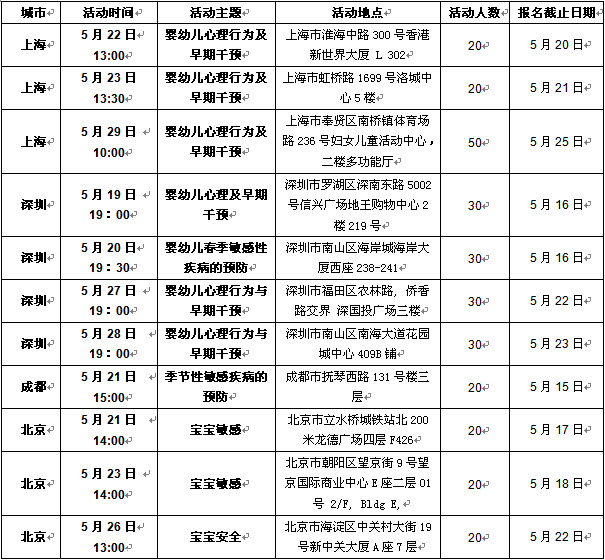 城市 活动时间 活动主题 活动地点 活动人数 报名截止日期
上海 5 月 22 日 13:00 婴幼儿心理行为及早期干预 上海市淮海中路 300 号香港新世界大厦 L 302 20 5 月 20 日
上海 5 月 23 日 13:30 婴幼儿心理行为及早期干预 上海市虹桥路 1699 号洛城中心 5 楼 20 5 月 21 日
上海 5 月 29 日 10:00 婴幼儿心理行为及早期干预 上海市奉贤区南桥镇体育场路 236 号妇女儿童活动中心，二楼多功能厅 50 5 月 25 日
深圳 5 月 19 日 19：00 婴幼儿心理及早期干预 深圳市罗湖区深南东路 5002 号信兴广场地王购物中心 2 楼 219 号 30 5 月 16 日
深圳 5 月 20 日 19：30 婴幼儿春季敏感性疾病的预防 深圳市南山区海岸城海岸大厦西座 238-241 30 5 月 16 日
深圳 5 月 27 日 19：00 婴幼儿心理行为与早期干预 深圳市福田区农林路, 侨香路交界 深国投广场三楼 30 5 月 22 日
深圳 5 月 28 日 19：00 婴幼儿心理行为与早期干预 深圳市南山区南海大道花园城中心 409B 铺 30 5 月 23 日
成都 5 月 21 日 15:00 季节性敏感疾病的预防 成都市抚琴西路 131 号楼三层 20 5 月 15 日
北京 5 月 21 日 14:00 宝宝敏感 北京市立水桥城铁站北 200 米龙德广场四层 F426 20 5 月 17 日
北京 5 月 23 日 14:00 宝宝敏感 北京市朝阳区望京街 9 号望京国际商业中心 E 座二层 01 号 2/F, Bldg E, 20 5 月 18 日
北京 5 月 26 日 13:00 宝宝安全 北京市海淀区中关村大街 19 号新中关大厦 A 座 7 层 20 5 月 22 日